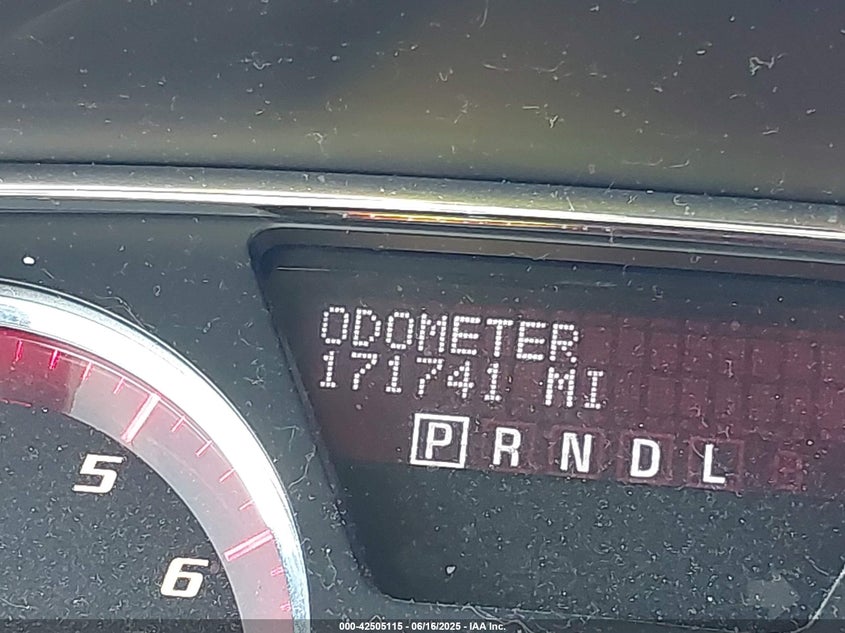 ODOMETER
171741 MI
P R N D L
5
6
000-42505115 - 06/16/2025 - IAA Inc.